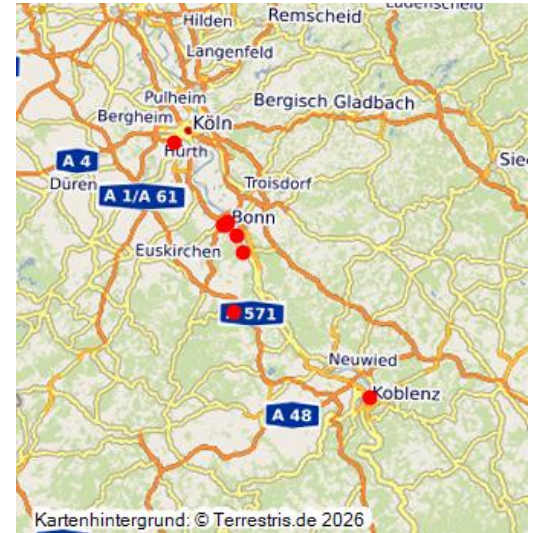 Hilden
Remscheid
Langenfeld
Pulheim
Bergheim
Bergisch Gladbach
Köln
Hürth
A 4
Düren
A 1/A 61
Troisdorf
Bonn
Euskirchen
571
Neuwied
Koblenz
A 48
Kartenhintergrund: © Terrestris.de 2026